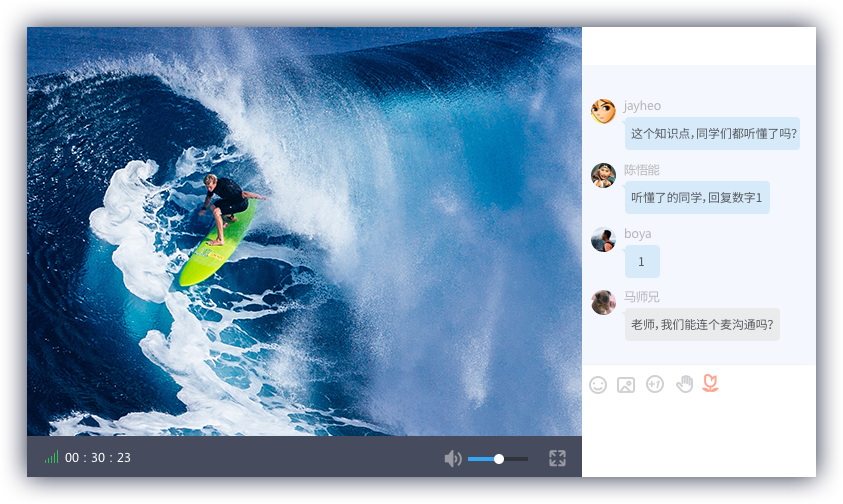 jayheo
这个知识点，同学们都听懂了吗？
陈悟能
听懂了的同学，回复数字1
boya
1
马师兄
老师，我们能连个麦沟通吗？
+1
00 : 30 : 23